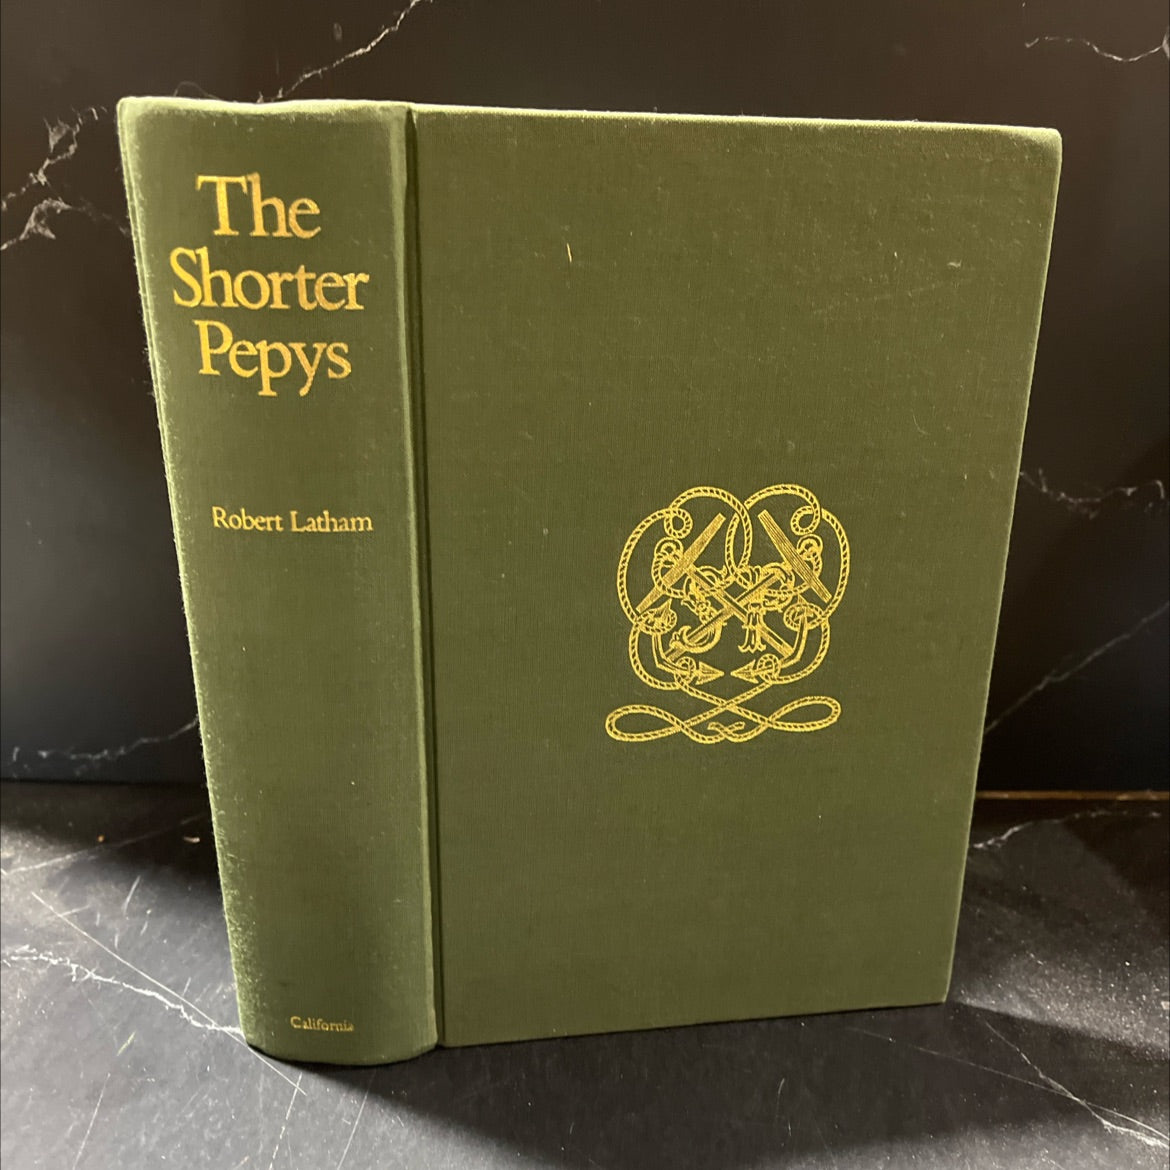 The
Shorter
Pepys
Robert Latham
California